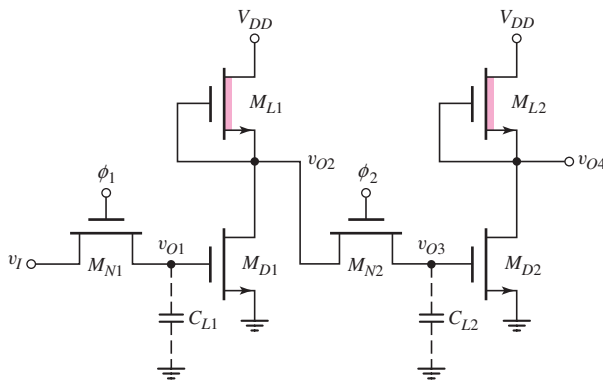 V_DD
V_DD
M_L1
M_L2
v_O2
v_O4
ϕ_1
ϕ_2
v_O1
v_O3
v_I
M_N1
M_D1
M_N2
M_D2
C_L1
C_L2